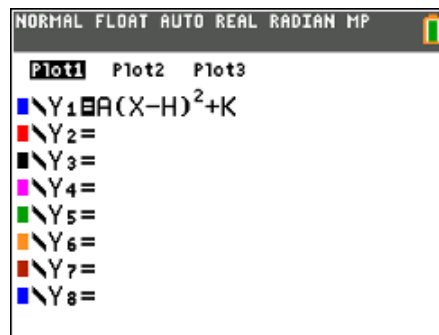 NORMAL FLOAT AUTO REAL RADIAN MP
Plot1 Plot2 Plot3
\Y₁=A(X-H)²+K
\Y₂=
\Y₃=
\Y₄=
\Y₅=
\Y₆=
\Y₇=
\Y₈=